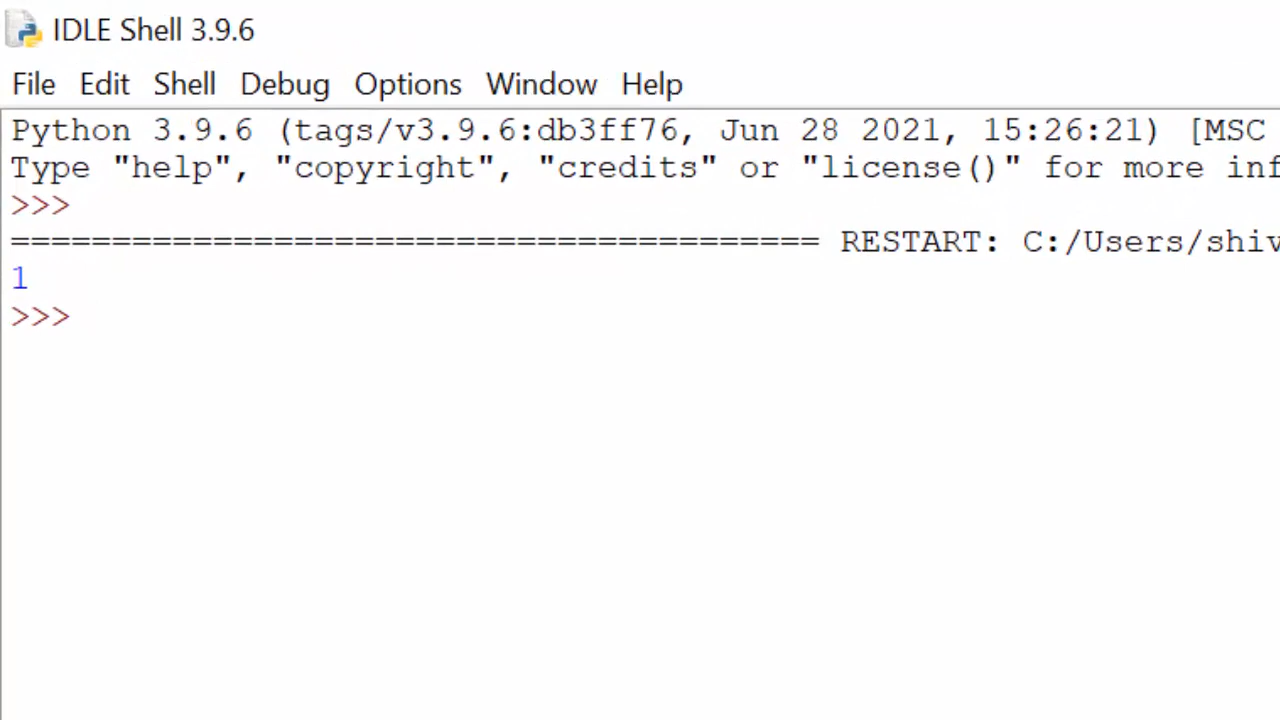 IDLE Shell 3.9.6
File Edit Shell Debug Options Window Help
Python 3.9.6 (tags/v3.9.6:db3ff76, Jun 28 2021, 15:26:21) [MSC
Type "help", "copyright", "credits" or "license()" for more inf
>>>
======================================== RESTART: C:/Users/shiv
1
>>>